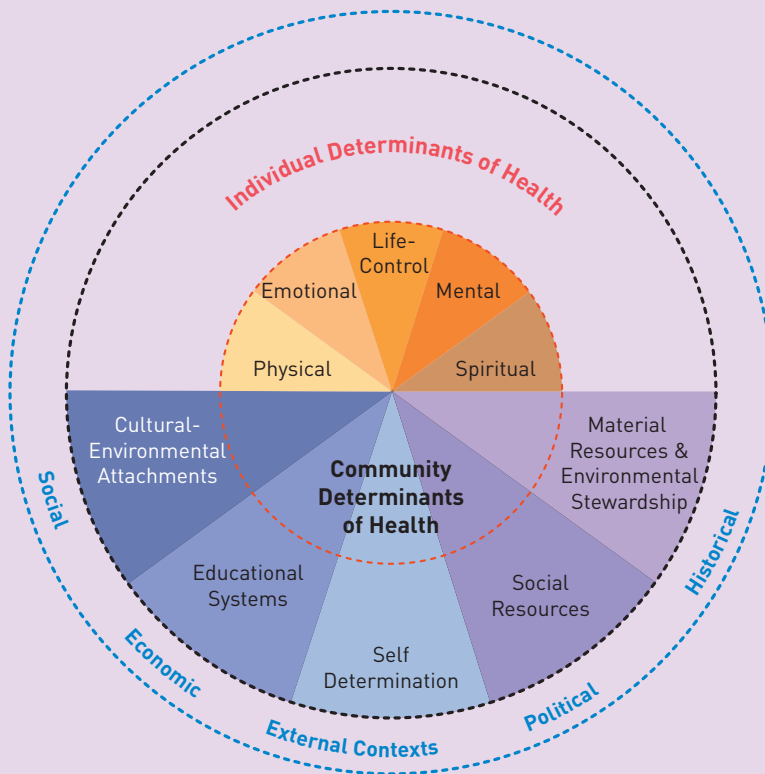 Individual Determinants of Health
Life-
Control
Emotional
Mental
Physical
Spiritual
Cultural-
Environmental
Attachments
Community
Determinants
of Health
Material
Resources &
Environmental
Stewardship
Educational
Systems
Social
Resources
Self
Determination
Social
Economic
External Contexts
Political
Historical